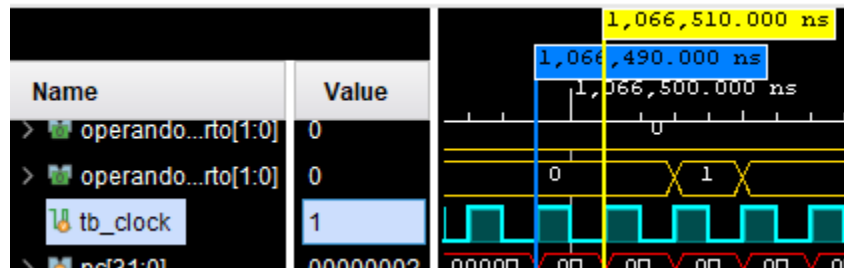 1,066,510.000 ns
1,066,490.000 ns
Name Value 1,066,500.000 ns
operando...rto[1:0] 0
operando...rto[1:0] 0 0 1
tb_clock 1